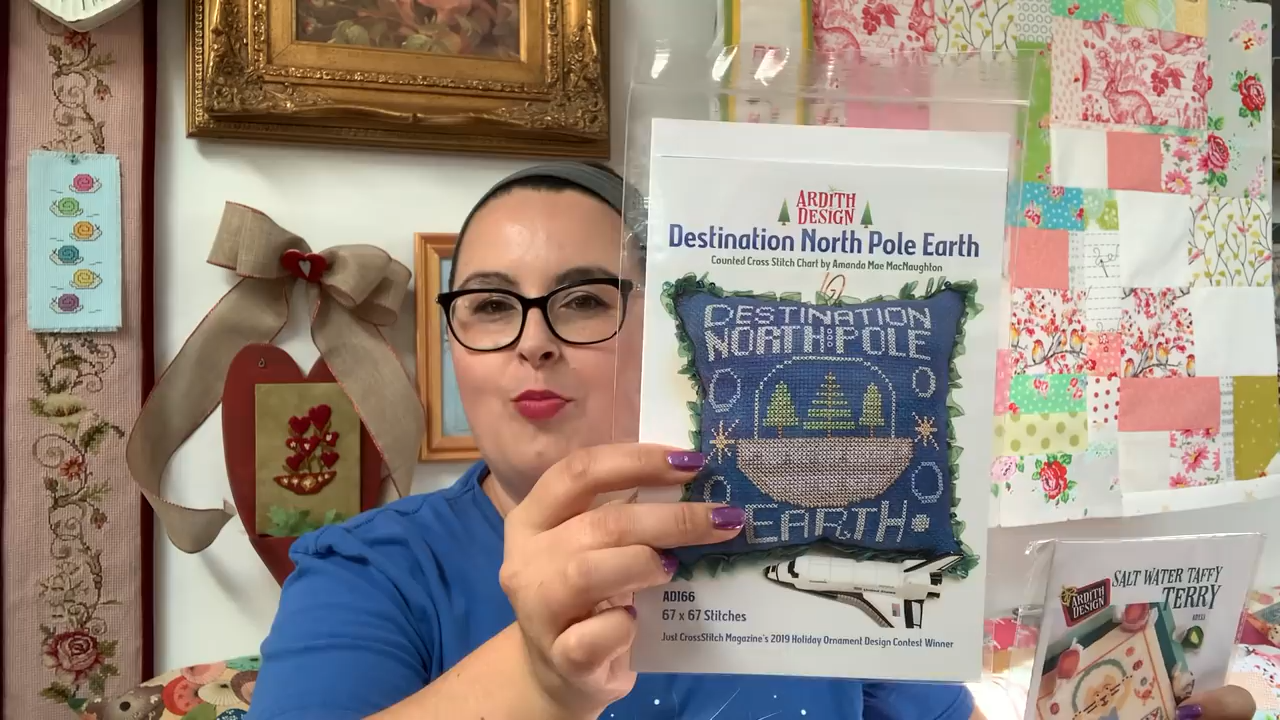 ARDITH
DESIGN
Destination North Pole Earth
Counted Cross Stitch Chart by Amanda Mae MacNaughton
DESTINATION
NORTH POLE
EARTH
AD166
67 x 67 Stitches
Just CrossStitch Magazine's 2019 Holiday Ornament Design Contest Winner
ARDITH
DESIGN
SALT WATER TAFFY
TERRY